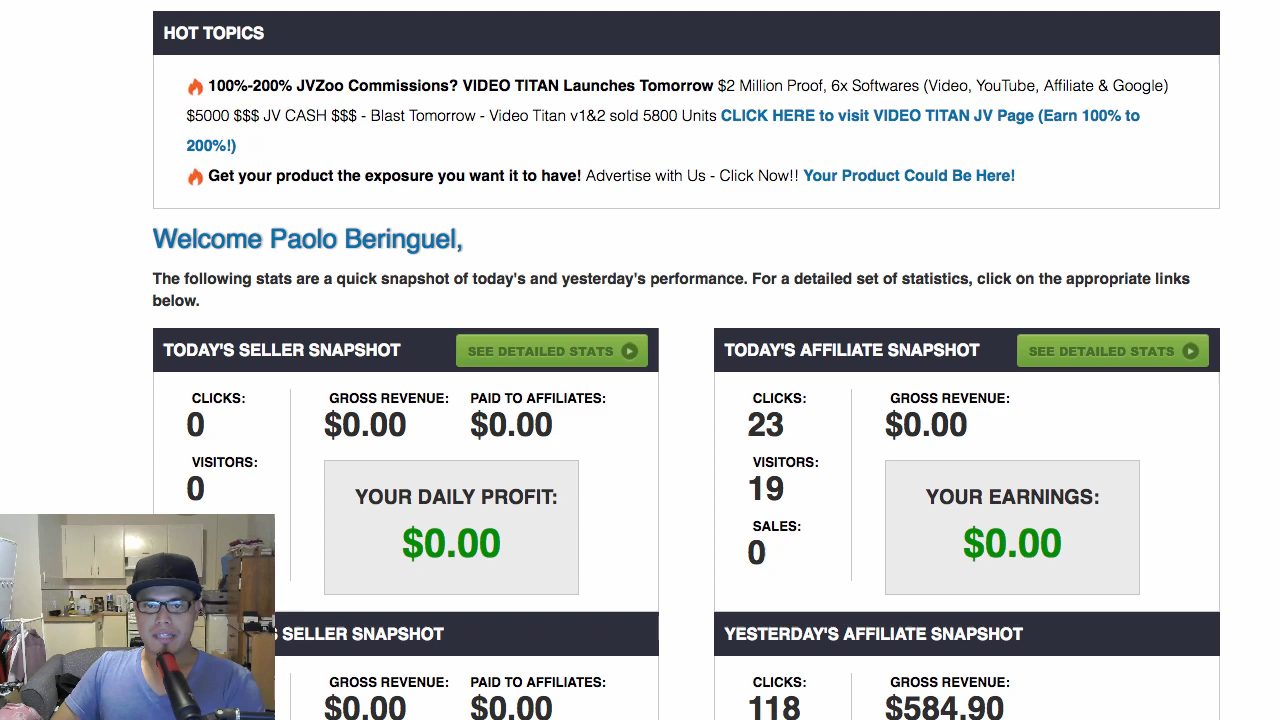 HOT TOPICS
100%-200% JVZoo Commissions? VIDEO TITAN Launches Tomorrow $2 Million Proof, 6x Softwares (Video, YouTube, Affiliate & Google)
$5000 $$$ JV CASH $$$ - Blast Tomorrow - Video Titan v1&2 sold 5800 Units CLICK HERE to visit VIDEO TITAN JV Page (Earn 100% to
200%!)
Get your product the exposure you want it to have! Advertise with Us - Click Now!! Your Product Could Be Here!
Welcome Paolo Beringuel,
The following stats are a quick snapshot of today's and yesterday's performance. For a detailed set of statistics, click on the appropriate links
below.
TODAY'S SELLER SNAPSHOT
SEE DETAILED STATS
CLICKS:
0
GROSS REVENUE:
$0.00
PAID TO AFFILIATES:
$0.00
VISITORS:
0
YOUR DAILY PROFIT:
$0.00
TODAY'S AFFILIATE SNAPSHOT
SEE DETAILED STATS
CLICKS:
23
GROSS REVENUE:
$0.00
VISITORS:
19
SALES:
0
YOUR EARNINGS:
$0.00
S SELLER SNAPSHOT
GROSS REVENUE:
$0.00
PAID TO AFFILIATES:
$0.00
YESTERDAY'S AFFILIATE SNAPSHOT
CLICKS:
118
GROSS REVENUE:
$584.90